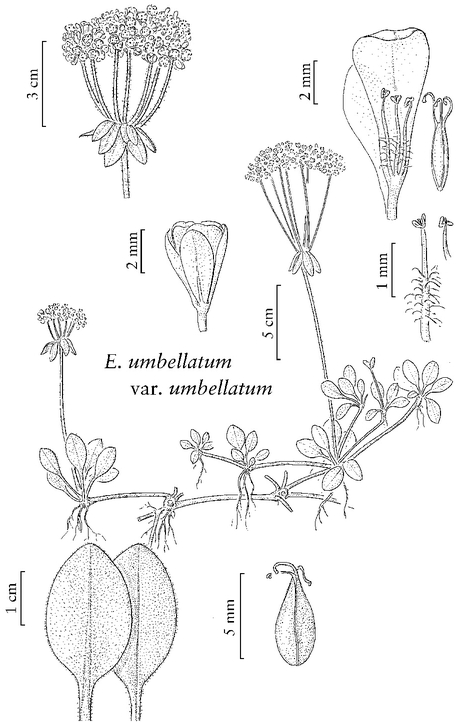 3 cm
2 mm
2 mm
1 mm
5 cm
E. umbellatum
var. umbellatum
1 cm
5 mm